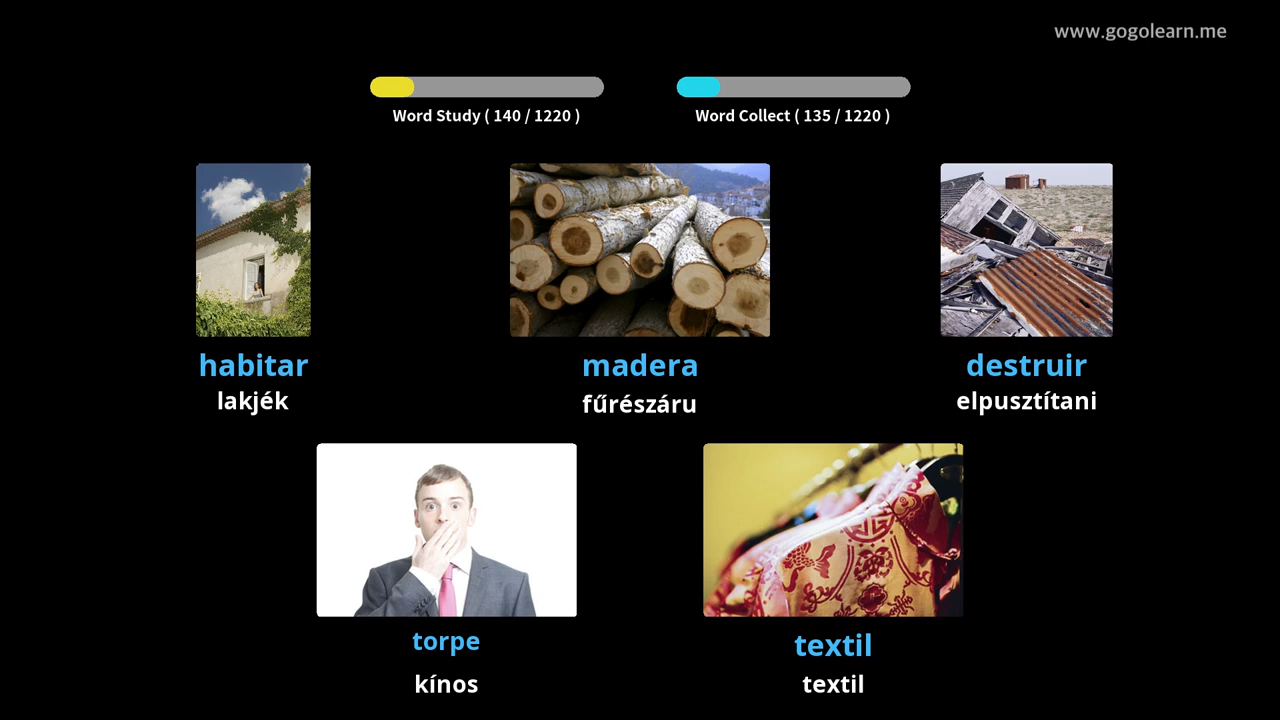 www.gogolearn.me
Word Study ( 140 / 1220 )
Word Collect ( 135 / 1220 )
habitar
lakjék
madera
fűrészáru
destruir
elpusztítani
torpe
kínos
textil
textil